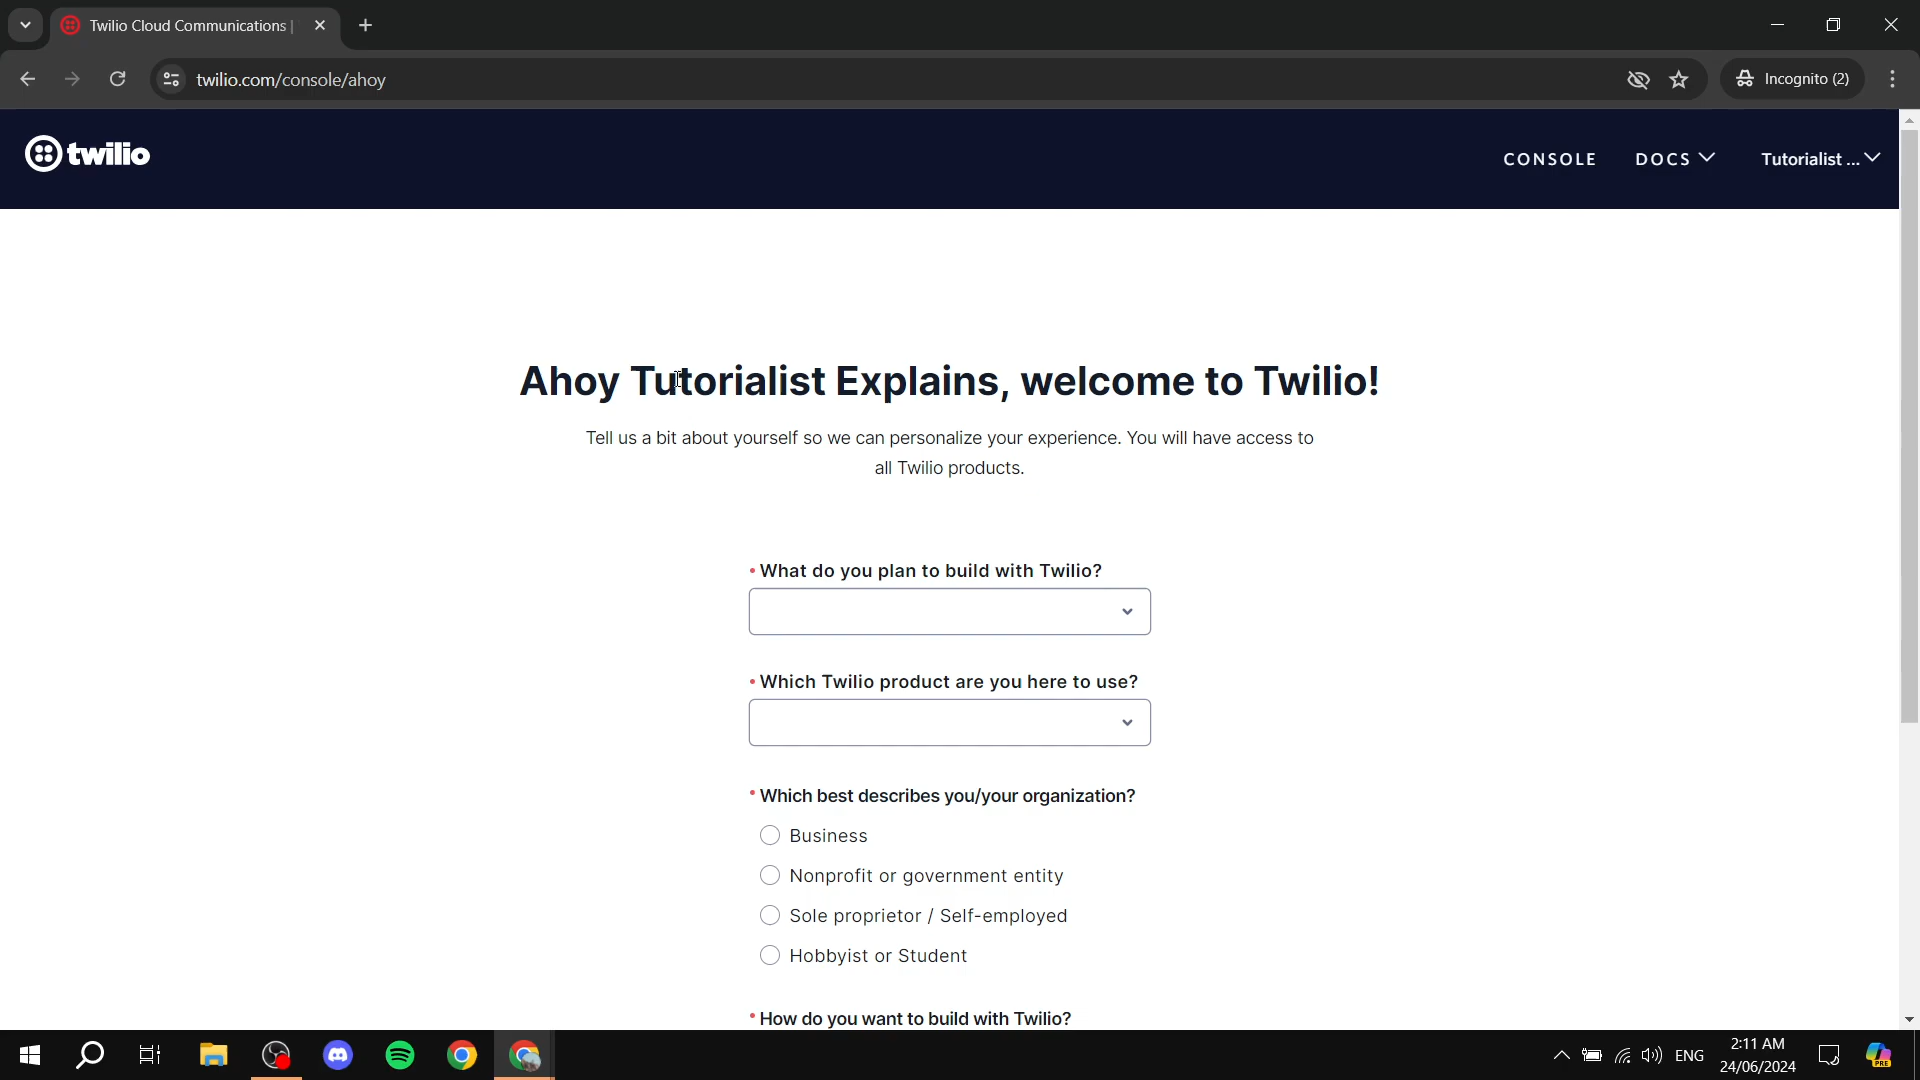 Twilio Cloud Communications |
twilio.com/console/ahoy
Incognito (2)
twilio
CONSOLE
DOCS
Tutorialist ...
Ahoy Tutorialist Explains, welcome to Twilio!
Tell us a bit about yourself so we can personalize your experience. You will have access to
all Twilio products.
* What do you plan to build with Twilio?
* Which Twilio product are you here to use?
* Which best describes you/your organization?
Business
Nonprofit or government entity
Sole proprietor / Self-employed
Hobbyist or Student
* How do you want to build with Twilio?
ENG
2:11 AM
24/06/2024
PRE